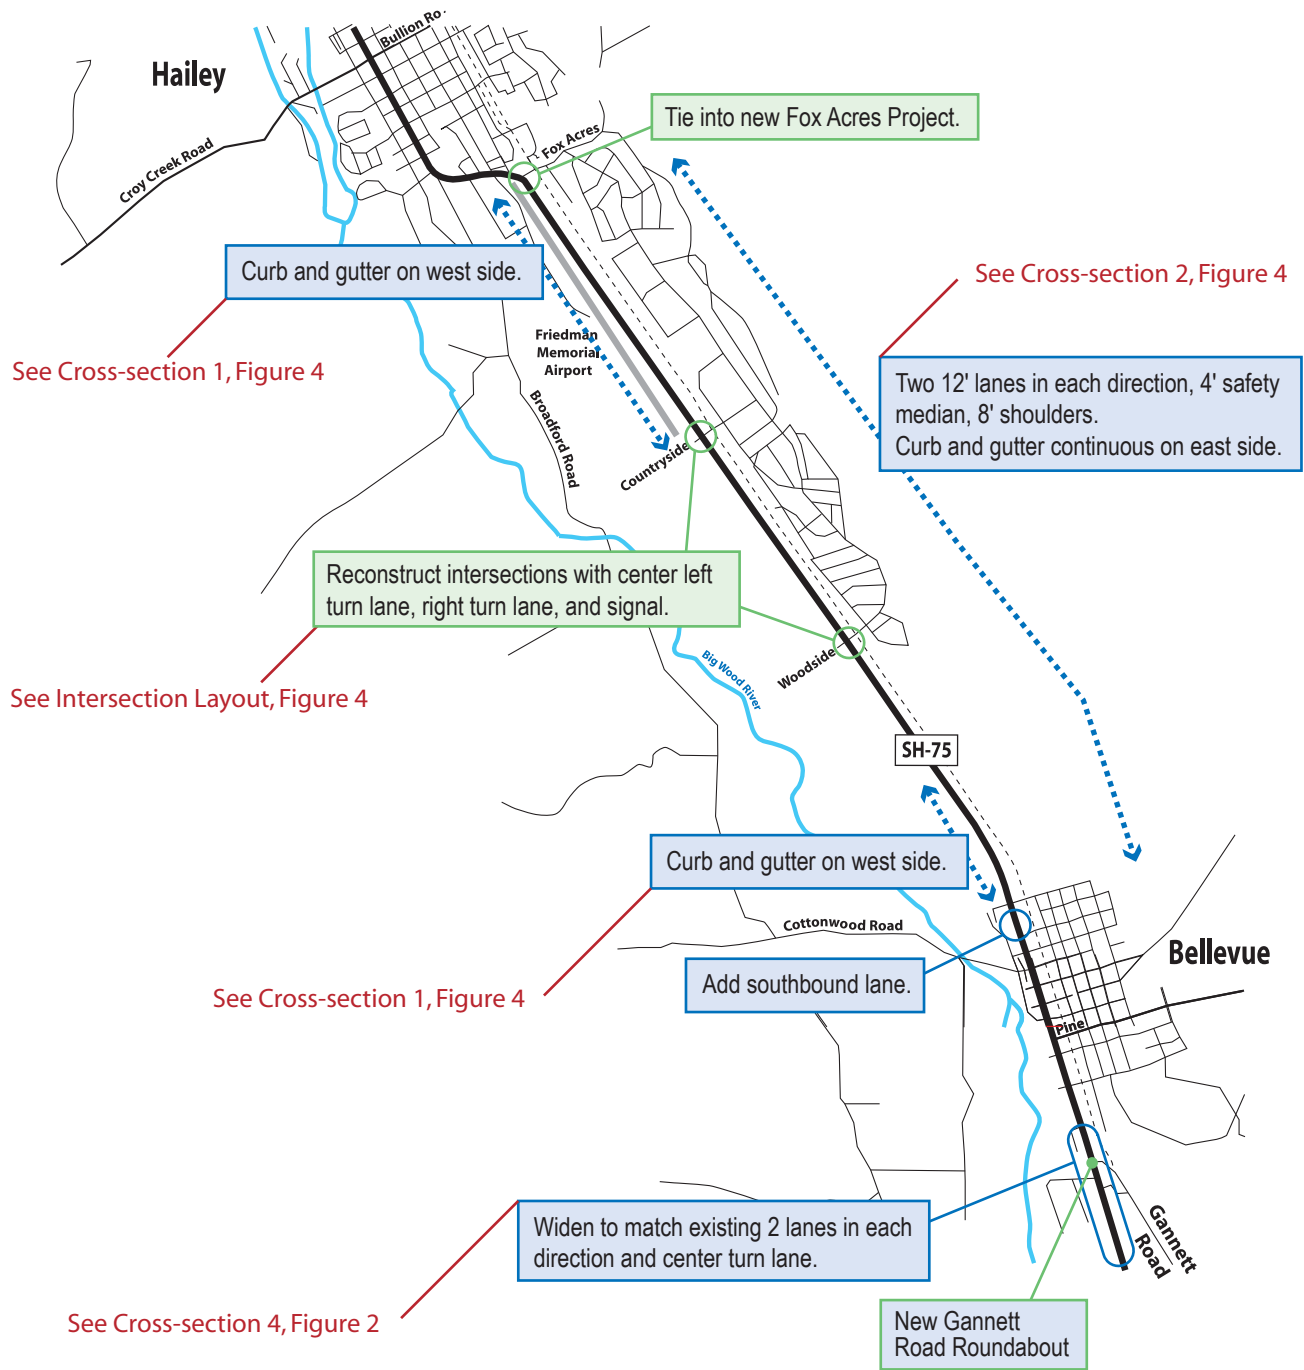 Bullion Ro
Hailey
Tie into new Fox Acres Project.
Fox Acres
Croy Creek Road
Curb and gutter on west side.
See Cross-section 2, Figure 4
Friedman
Memorial
Airport
See Cross-section 1, Figure 4
Two 12' lanes in each direction, 4' safety
median, 8' shoulders.
Curb and gutter continuous on east side.
Broadford Road
Countryside
Reconstruct intersections with center left
turn lane, right turn lane, and signal.
Woodside
Big Wood River
See Intersection Layout, Figure 4
SH-75
Curb and gutter on west side.
Cottonwood Road
Bellevue
Add southbound lane.
See Cross-section 1, Figure 4
Pine
Widen to match existing 2 lanes in each
direction and center turn lane.
Gannett
Road
New Gannett
Road Roundabout
See Cross-section 4, Figure 2